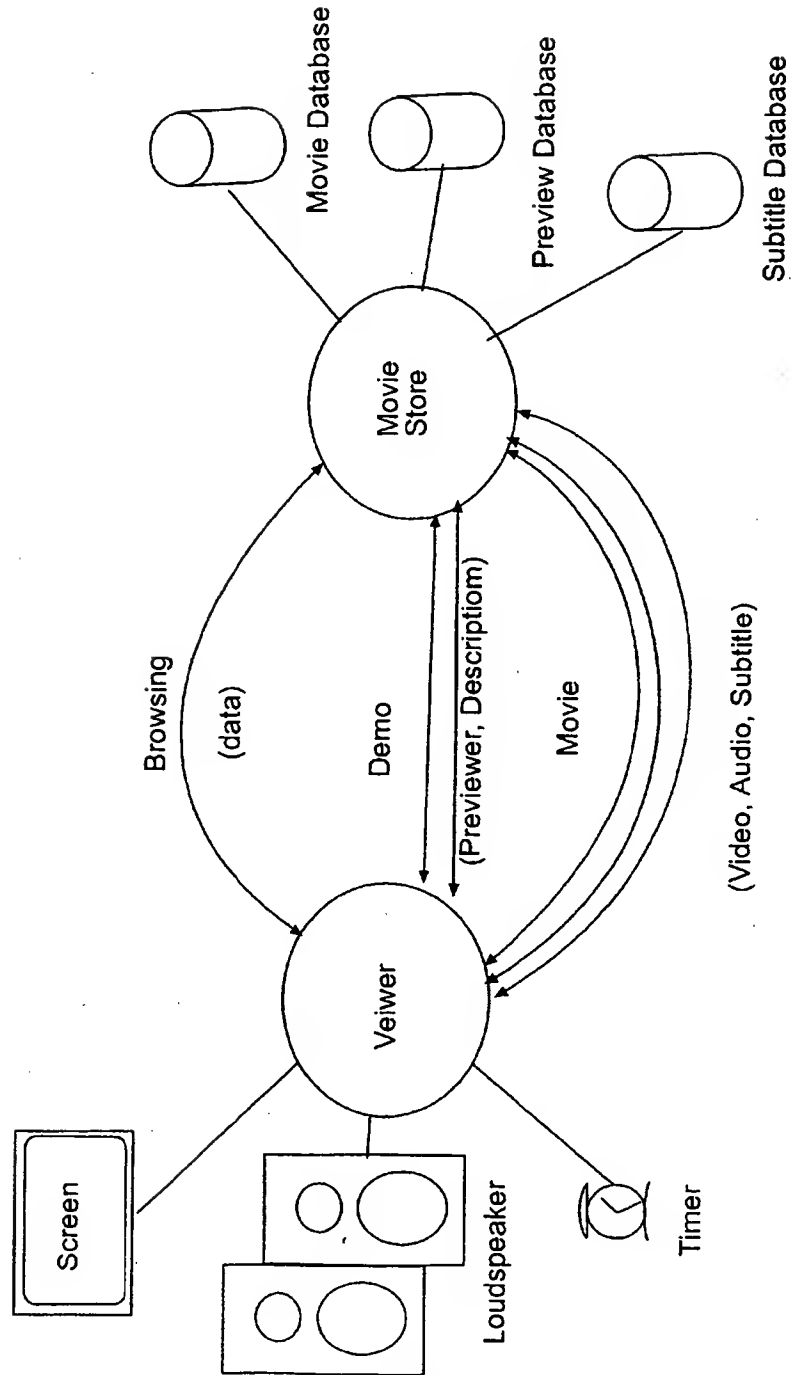 Screen
Loudspeaker
Timer
Veiwer
Browsing
(data)
Demo
(Previewer, Descriptiom)
Movie
(Video, Audio, Subtitle)
Movie
Store
Movie Database
Preview Database
Subtitle Database